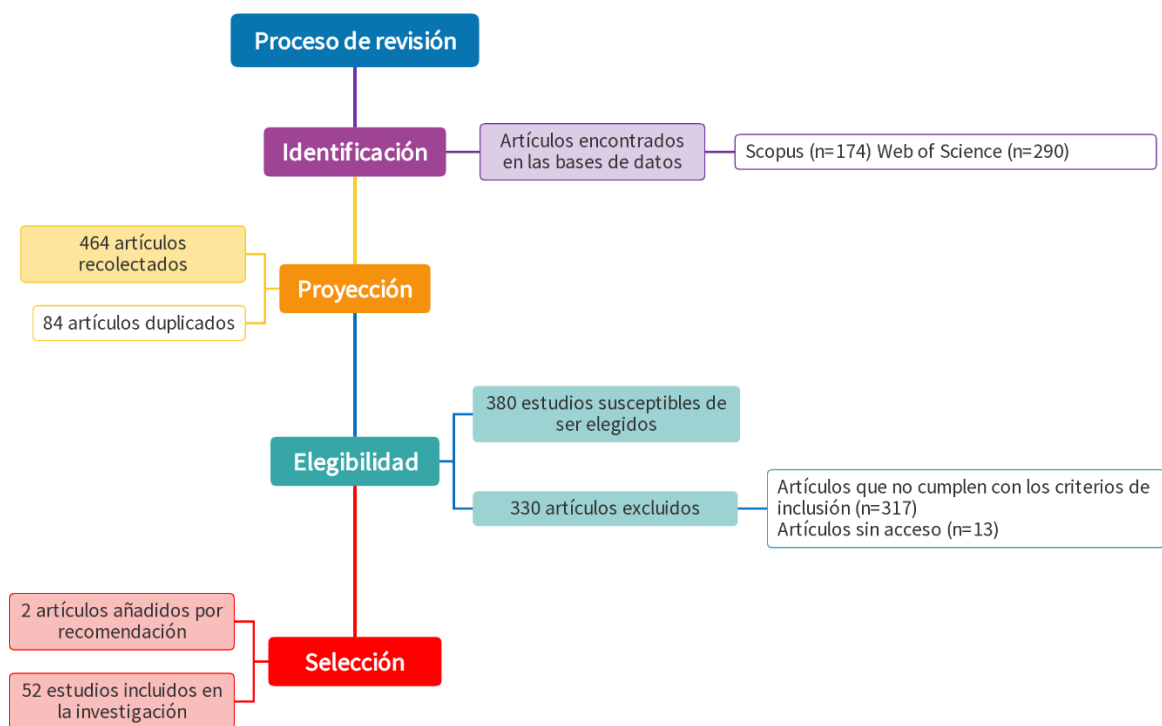 Proceso de revisión
Identificación
Artículos encontrados
en las bases de datos
Scopus (n=174) Web of Science (n=290)
464 artículos
recolectados
Proyección
84 artículos duplicados
380 estudios susceptibles de
ser elegidos
Elegibilidad
330 artículos excluidos
Artículos que no cumplen con los criterios de
inclusión (n=317)
Artículos sin acceso (n=13)
2 artículos añadidos por
recomendación
Selección
52 estudios incluidos en
la investigación